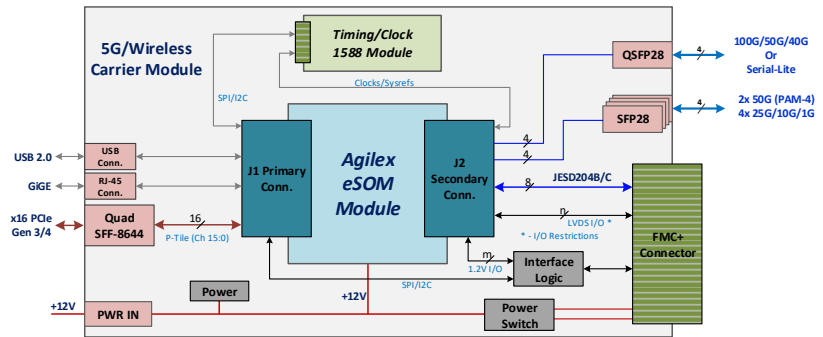 5G/Wireless
Carrier Module
Timing/Clock
1588 Module
QSFP28
4
100G/50G/40G
Or
Serial-Lite
SPI/I2C
Clocks/Sysrefs
SFP28
4
2x 50G (PAM-4)
4x 25G/10G/1G
USB 2.0
USB
Conn.
GiGE
RJ-45
Conn.
x16 PCIe
Gen 3/4
Quad
SFF-8644
16
P-Tile (Ch 15:0)
J1 Primary
Conn.
Agilex
eSOM
Module
J2
Secondary
Conn.
4
4
8
JESD204B/C
n
LVDS I/O *
* - I/O Restrictions
m
1.2V I/O
Interface
Logic
FMC+
Connector
SPI/I2C
+12V
Power
+12V
PWR IN
Power
Switch